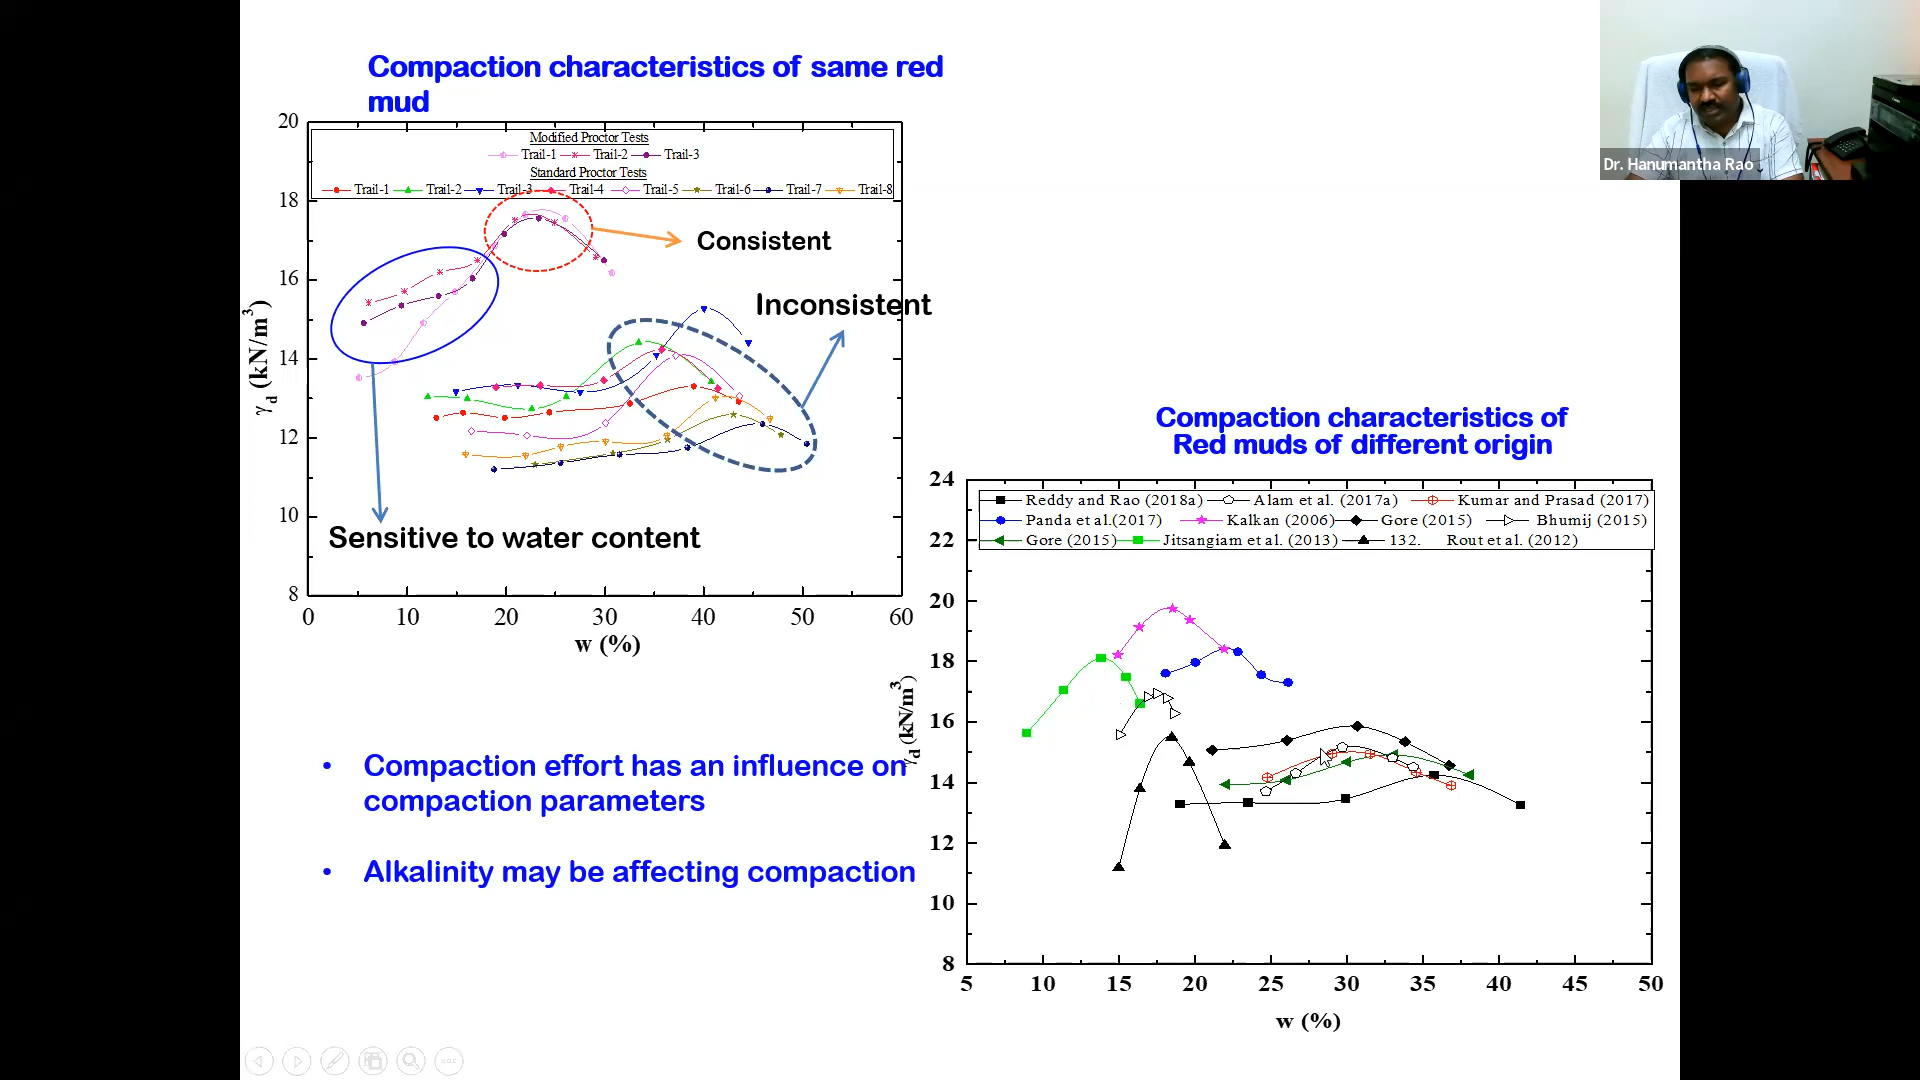 Compaction characteristics of same red
mud
Modified Proctor Tests
Trail-1 Trail-2 Trail-3
Standard Proctor Tests
Trail-1 Trail-2 Trail-3 Trail-4 Trail-5 Trail-6 Trail-7 Trail-8
20
18
16
14
12
10
8
γd (kN/m3)
0 10 20 30 40 50 60
w (%)
Consistent
Inconsistent
Sensitive to water content
• Compaction effort has an influence on
compaction parameters
• Alkalinity may be affecting compaction
Dr. Hanumantha Rao
Compaction characteristics of
Red muds of different origin
Reddy and Rao (2018a) Alam et al. (2017a) Kumar and Prasad (2017)
Panda et al.(2017) Kalkan (2006) Gore (2015) Bhumij (2015)
Gore (2015) Jitsangiam et al. (2013) 132. Rout et al. (2012)
24
22
20
18
16
14
12
10
8
γd (kN/m3)
5 10 15 20 25 30 35 40 45 50
w (%)